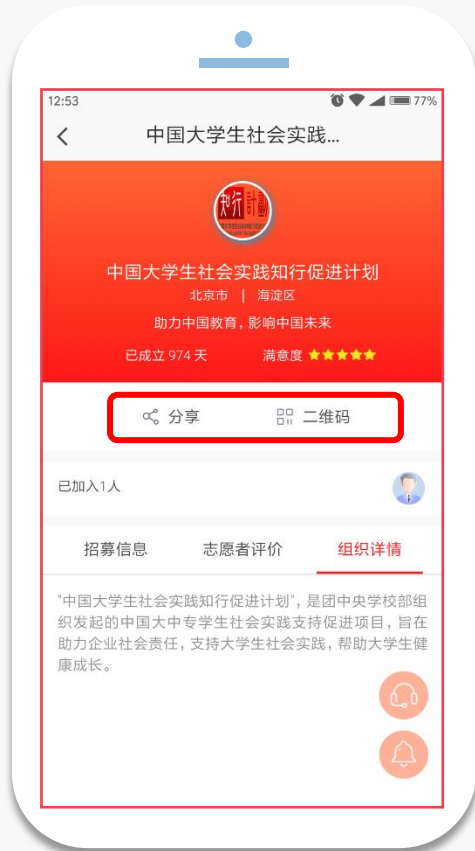 12:53
77%
中国大学生社会实践...
知行計劃
中国大学生社会实践知行促进计划
北京市 | 海淀区
助力中国教育，影响中国未来
已成立 974 天 满意度
分享 二维码
已加入1人
招募信息 志愿者评价 组织详情
"中国大学生社会实践知行促进计划"，是团中央学校部组
织发起的中国大中专学生社会实践支持促进项目，旨在
助力企业社会责任，支持大学生社会实践，帮助大学生健
康成长。